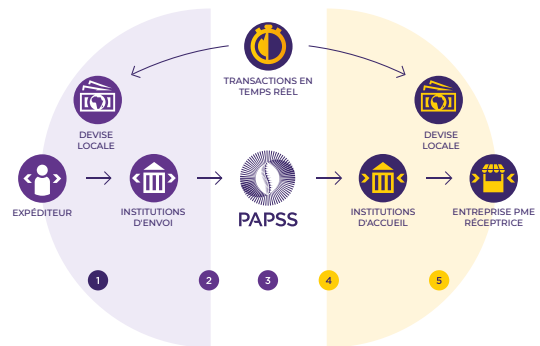 TRANSACTIONS EN
TEMPS RÉEL
DEVISE
LOCALE
DEVISE
LOCALE
EXPÉDITEUR
INSTITUTIONS
D'ENVOI
PAPSS
INSTITUTIONS
D'ACCUEIL
ENTREPRISE PME
RÉCEPTRICE
1
2
3
4
5